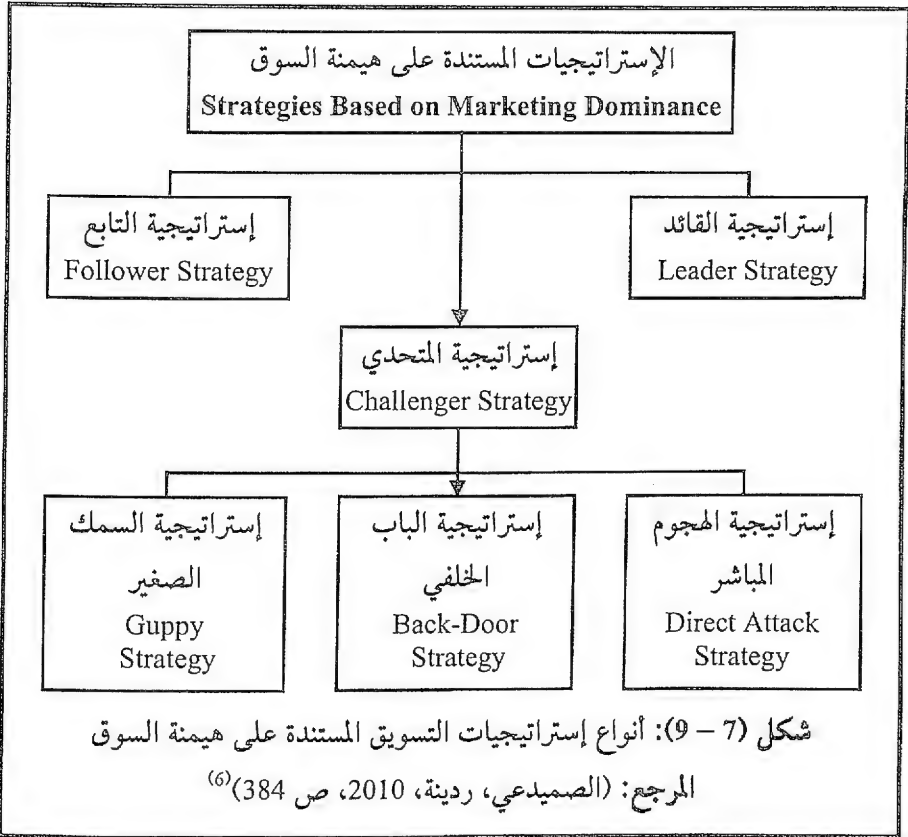 الإستراتيجيات المستندة على هيمنة السوق
Strategies Based on Marketing Dominance
إستراتيجية القائد
Leader Strategy
إستراتيجية التابع
Follower Strategy
إستراتيجية المتحدي
Challenger Strategy
إستراتيجية الهجوم
المباشر
Direct Attack
Strategy
إستراتيجية الباب
الخلفي
Back-Door
Strategy
إستراتيجية السمك
الصغير
Guppy
Strategy
شكل (7 – 9): أنواع إستراتيجيات التسويق المستندة على هيمنة السوق
المرجع: (الصميدعي، ردينة، 2010، ص 384)(6)